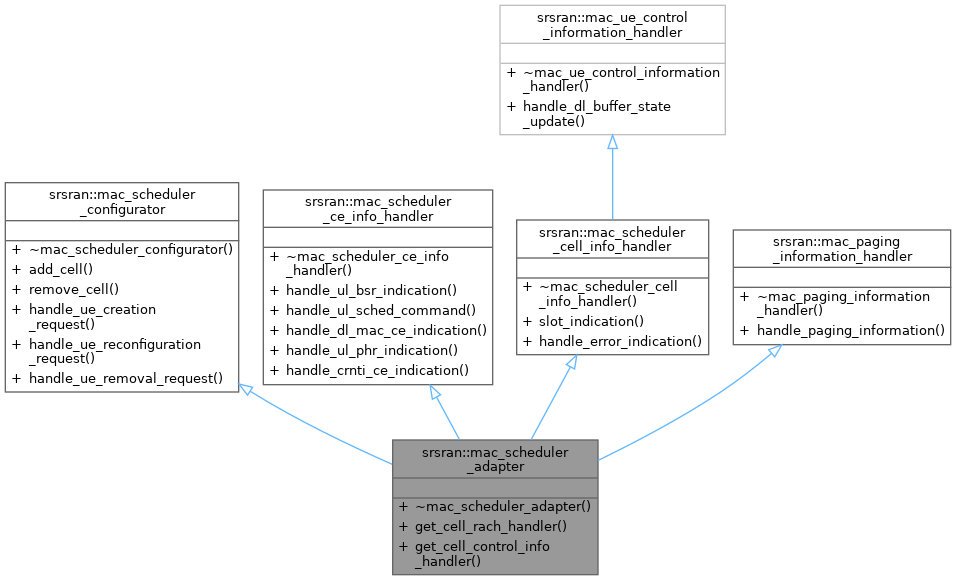 srsran::mac_ue_control
_information_handler
+ ~mac_ue_control_information
_handler()
+ handle_dl_buffer_state
_update()
srsran::mac_scheduler
_configurator
+ ~mac_scheduler_configurator()
+ add_cell()
+ remove_cell()
+ handle_ue_creation
_request()
+ handle_ue_reconfiguration
_request()
+ handle_ue_removal_request()
srsran::mac_scheduler
_ce_info_handler
+ ~mac_scheduler_ce_info
_handler()
+ handle_ul_bsr_indication()
+ handle_ul_sched_command()
+ handle_dl_mac_ce_indication()
+ handle_ul_phr_indication()
+ handle_crnti_ce_indication()
srsran::mac_scheduler
_cell_info_handler
+ ~mac_scheduler_cell
_info_handler()
+ slot_indication()
+ handle_error_indication()
srsran::mac_paging
_information_handler
+ ~mac_paging_information
_handler()
+ handle_paging_information()
srsran::mac_scheduler
_adapter
+ ~mac_scheduler_adapter()
+ get_cell_rach_handler()
+ get_cell_control_info
_handler()